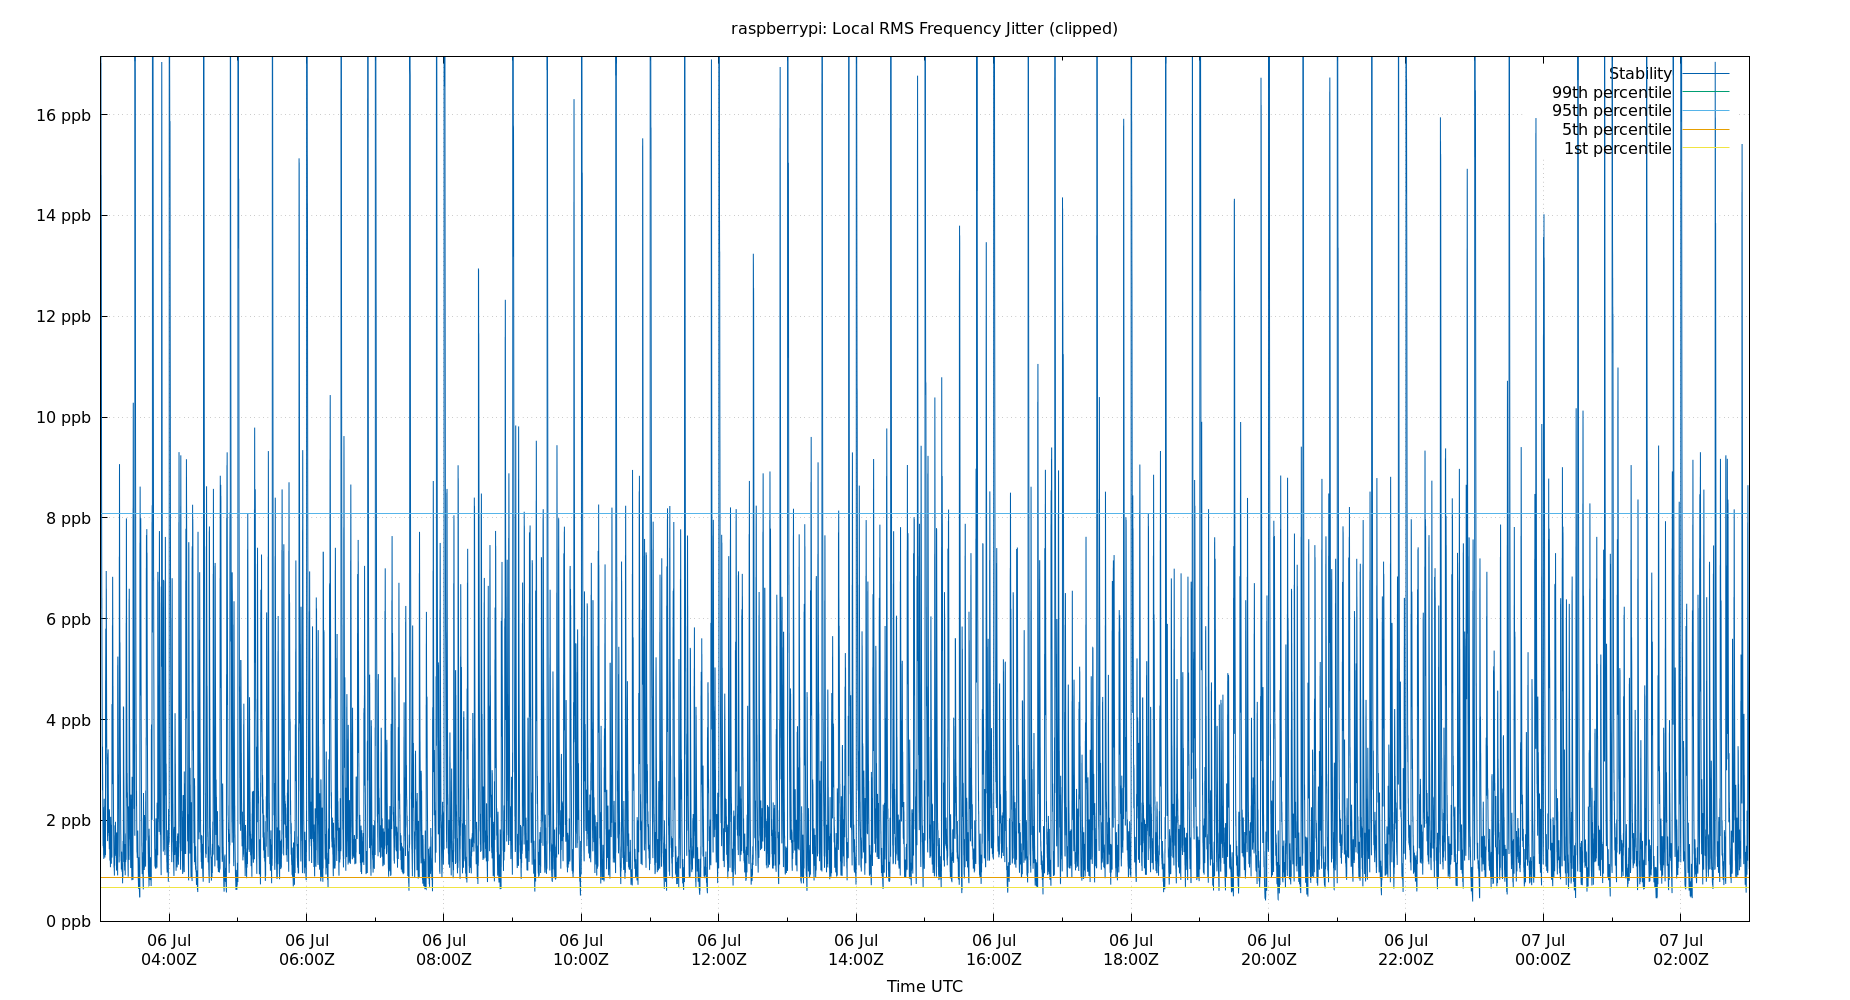 raspberrypi: Local RMS Frequency Jitter (clipped)
Stability
99th percentile
95th percentile
5th percentile
1st percentile
16 ppb
14 ppb
12 ppb
10 ppb
8 ppb
6 ppb
4 ppb
2 ppb
0 ppb
06 Jul 06 Jul 06 Jul 06 Jul 06 Jul 06 Jul 06 Jul 06 Jul 06 Jul 06 Jul 07 Jul 07 Jul
04:00Z 06:00Z 08:00Z 10:00Z 12:00Z 14:00Z 16:00Z 18:00Z 20:00Z 22:00Z 00:00Z 02:00Z
Time UTC